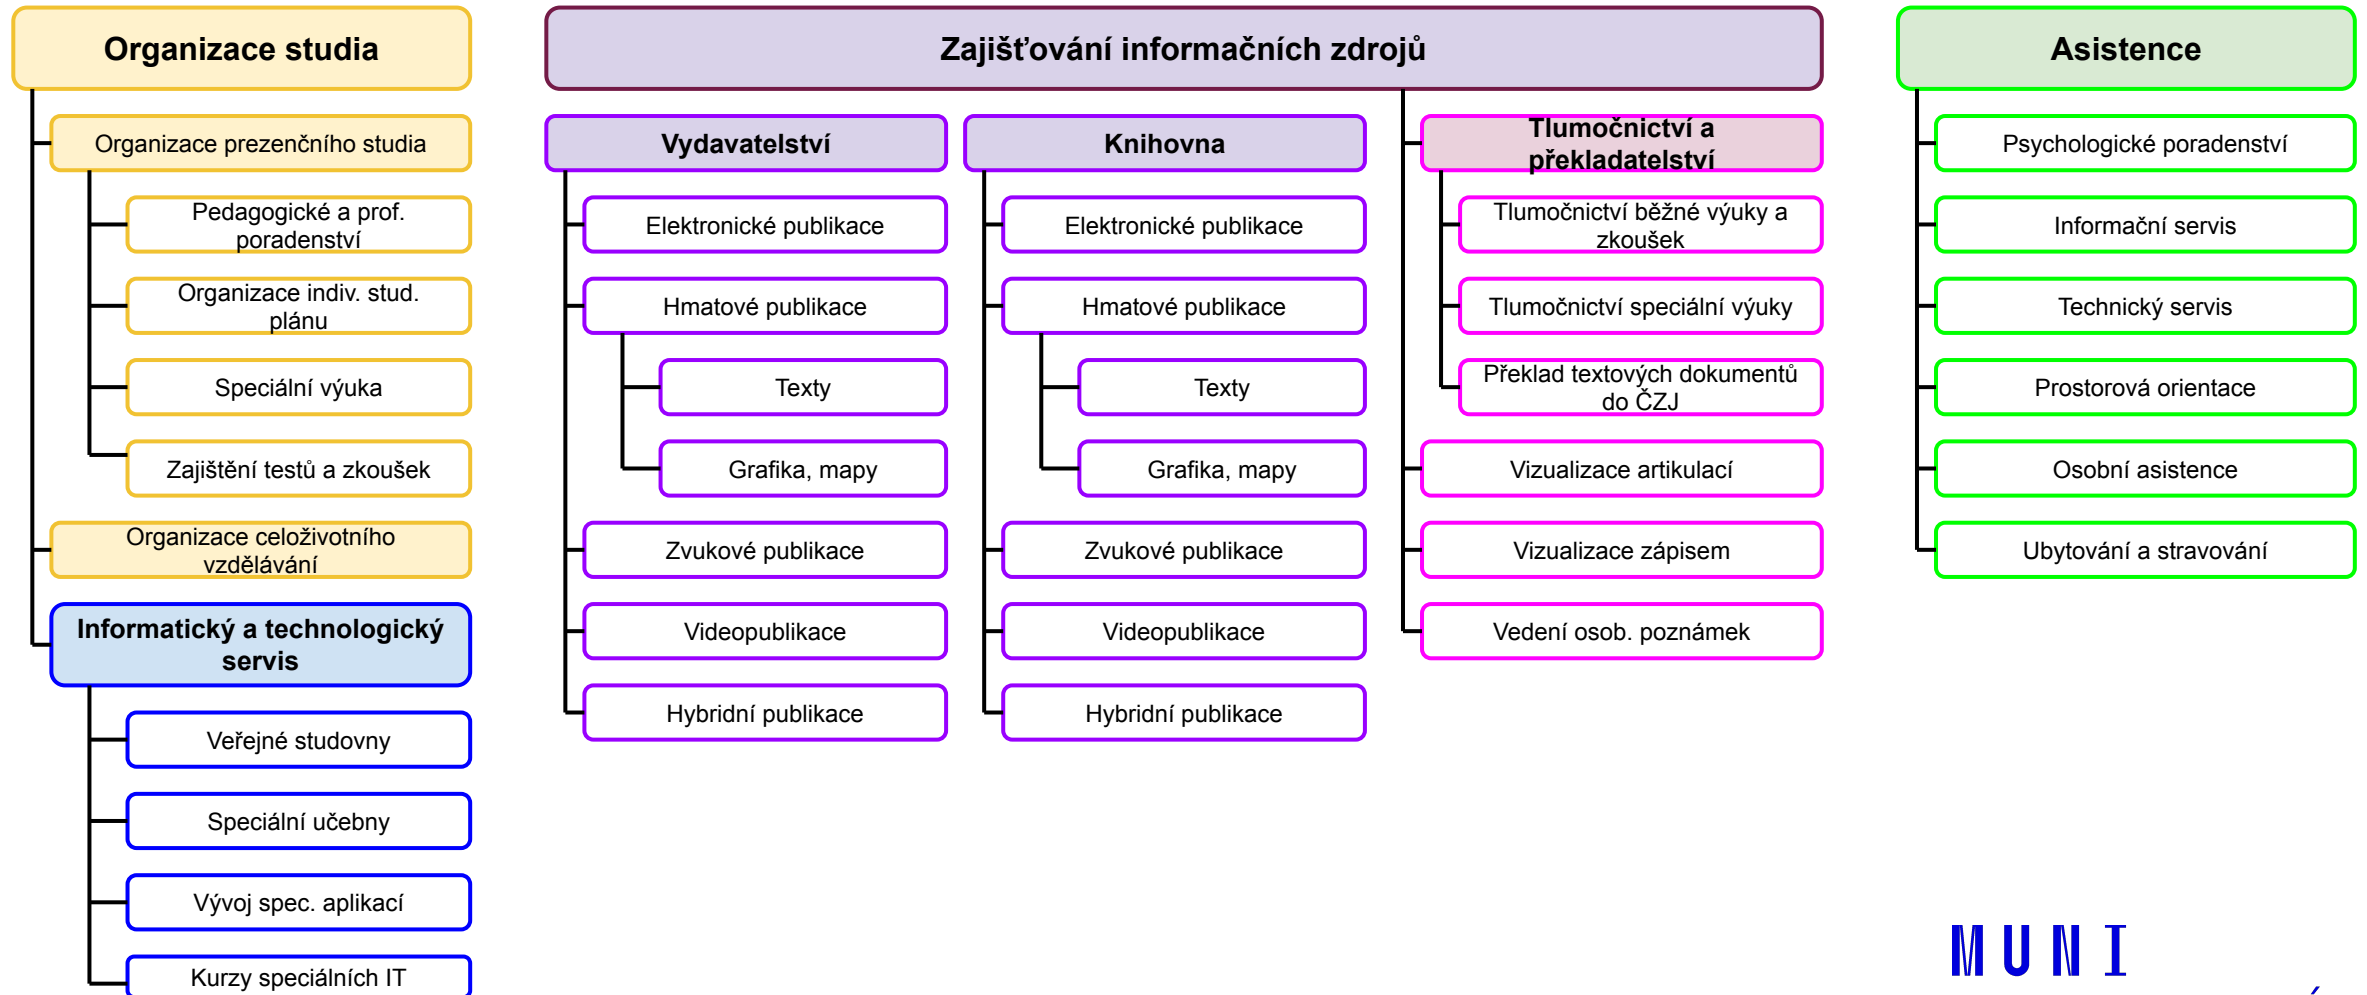 Organizace studia
Organizace prezenčního studia
Pedagogické a prof.
poradenství
Organizace indiv. stud.
plánu
Speciální výuka
Zajištění testů a zkoušek
Organizace celoživotního
vzdělávání
Informatický a technologický
servis
Veřejné studovny
Speciální učebny
Vývoj spec. aplikací
Kurzy speciálních IT
Zajišťování informačních zdrojů
Vydavatelství
Elektronické publikace
Hmatové publikace
Texty
Grafika, mapy
Zvukové publikace
Videopublikace
Hybridní publikace
Knihovna
Elektronické publikace
Hmatové publikace
Texty
Grafika, mapy
Zvukové publikace
Videopublikace
Hybridní publikace
Tlumočnictví a
překladatelství
Tlumočnictví běžné výuky a
zkoušek
Tlumočnictví speciální výuky
Překlad textových dokumentů
do ČZJ
Vizualizace artikulací
Vizualizace zápisem
Vedení osob. poznámek
Asistence
Psychologické poradenství
Informační servis
Technický servis
Prostorová orientace
Osobní asistence
Ubytování a stravování
MUNI